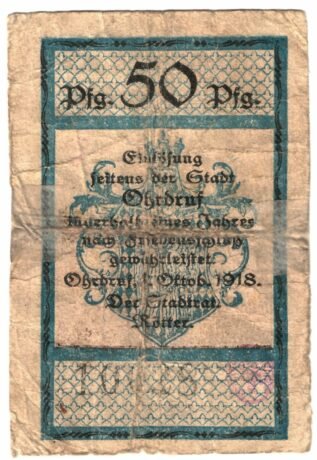 50
Pfg. Pfg.
Einlösung
seitens der Stadt
Ohrdruf
innerhalb eines Jahres
nach Friedensschluß
gewährleistet.
Ohrdruf, Oktob. 1918.
Der Stadtrat.